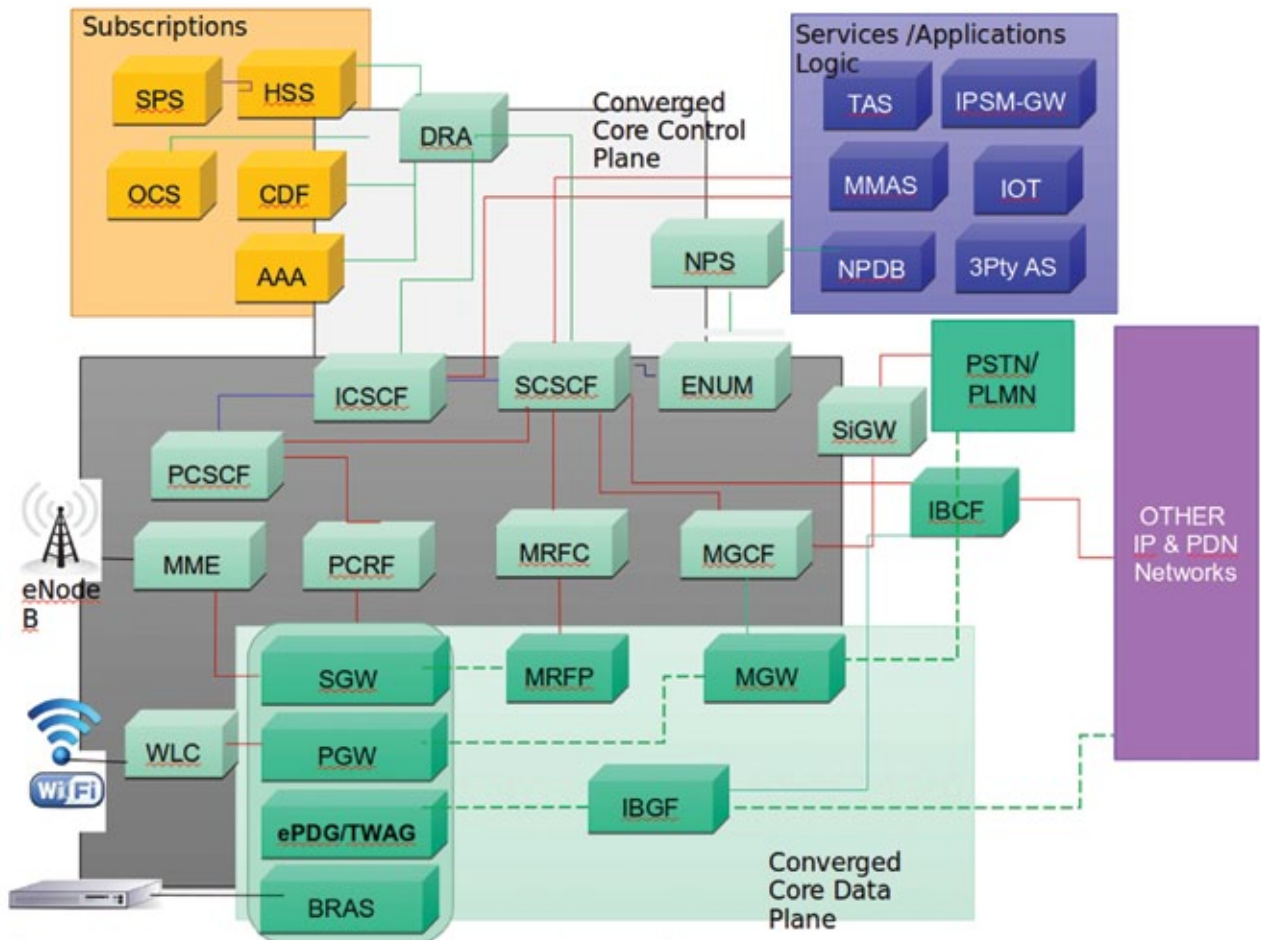 Subscriptions
SPS
HSS
OCS
CDF
AAA
DRA
Converged
Core Control
Plane
Services /Applications
Logic
TAS
IPSM-GW
MMAS
IOT
NPDB
3Pty AS
NPS
ICSCF
SCSCF
ENUM
PSTN/
PLMN
SiGW
PCSCF
IBCF
OTHER
IP & PDN
Networks
eNode
B
MME
PCRF
MRFC
MGCF
SGW
MRFP
MGW
WiFi
WLC
PGW
IBGF
ePDG/TWAG
BRAS
Converged
Core Data
Plane